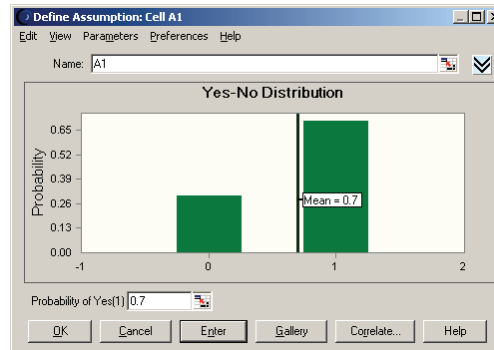 Define Assumption: Cell A1
Edit View Parameters Preferences Help
Name: A1
Yes-No Distribution
Probability
0.65
0.52
0.39
0.26
0.13
0.00
Mean = 0.7
-1 0 1 2
Probability of Yes(1) 0.7
OK Cancel Enter Gallery Correlate... Help